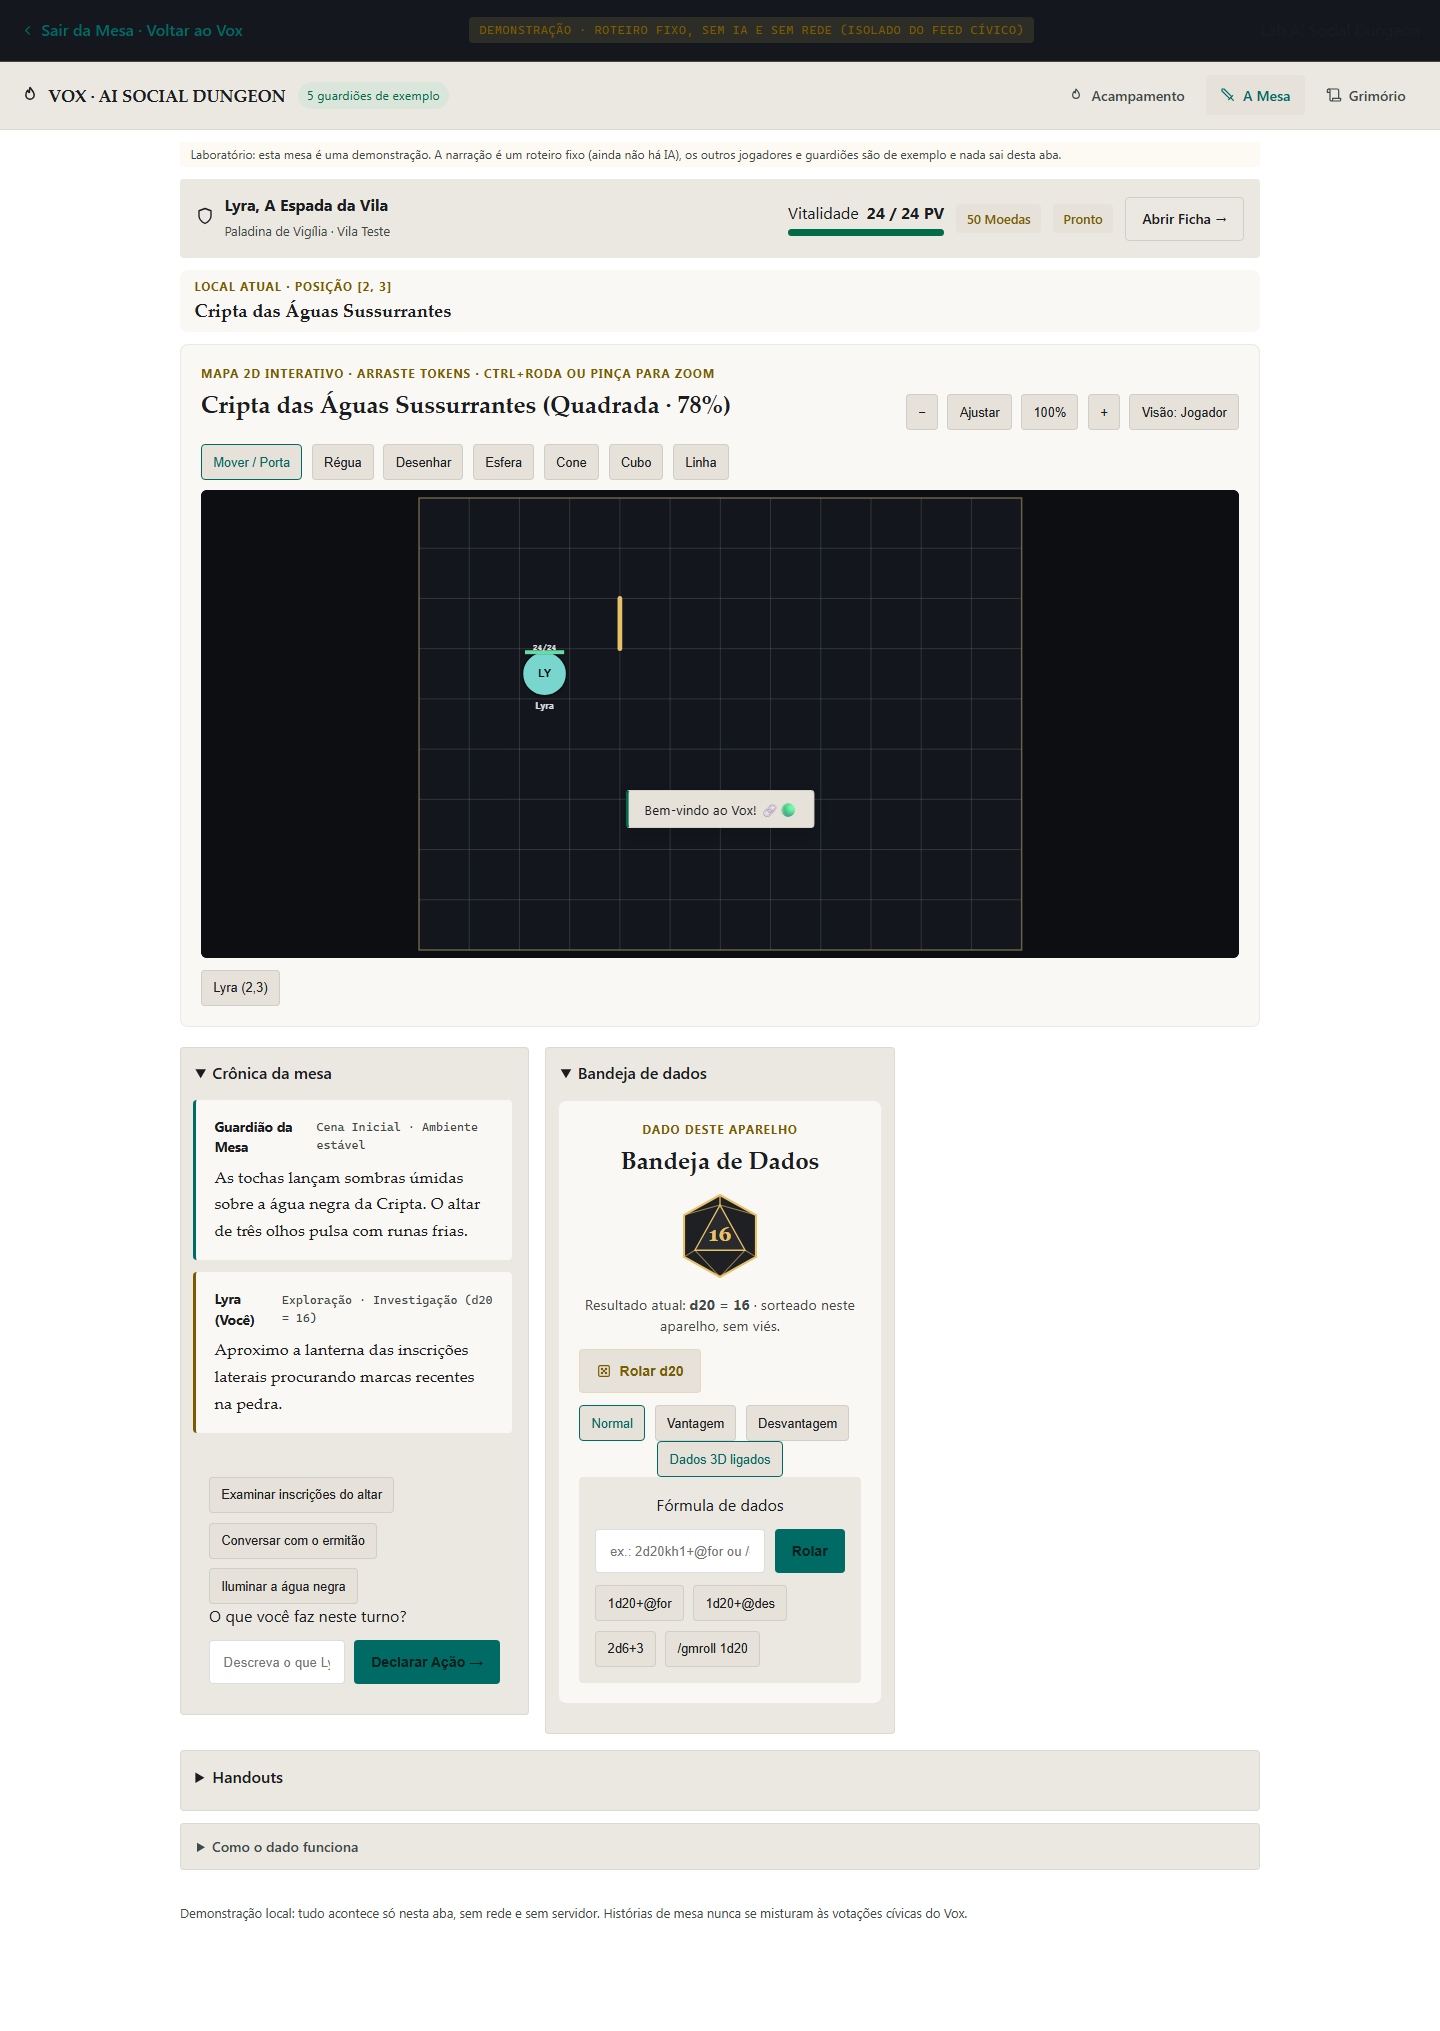 Sair da Mesa · Voltar ao Vox
DEMONSTRAÇÃO · ROTEIRO FIXO, SEM IA E SEM REDE (ISOLADO DO FEED CÍVICO)
VOX · AI SOCIAL DUNGEON
5 guardiões de exemplo
Acampamento
A Mesa
Grimório
Laboratório: esta mesa é uma demonstração. A narração é um roteiro fixo (ainda não há IA), os outros jogadores e guardiões são de exemplo e nada sai desta aba.
Lyra, A Espada da Vila
Paladina de Vigília · Vila Teste
Vitalidade 24 / 24 PV
50 Moedas
Pronto
Abrir Ficha →
LOCAL ATUAL · POSIÇÃO [2, 3]
Cripta das Águas Sussurrantes
MAPA 2D INTERATIVO · ARRASTE TOKENS · CTRL+RODA OU PINÇA PARA ZOOM
Cripta das Águas Sussurrantes (Quadrada · 78%)
−
Ajustar
100%
+
Visão: Jogador
Mover / Porta
Régua
Desenhar
Esfera
Cone
Cubo
Linha
24/24
LY
Lyra
Bem-vindo ao Vox!
Lyra (2,3)
▼ Crônica da mesa
Guardião da Mesa
Cena Inicial · Ambiente estável
As tochas lançam sombras úmidas
sobre a água negra da Cripta. O altar
de três olhos pulsa com runas frias.
Lyra (Você)
Exploração · Investigação (d20 = 16)
Aproximo a lanterna das inscrições
laterais procurando marcas recentes
na pedra.
Examinar inscrições do altar
Conversar com o ermitão
Iluminar a água negra
O que você faz neste turno?
Descreva o que Ly
Declarar Ação →
▼ Bandeja de dados
DADO DESTE APARELHO
Bandeja de Dados
16
Resultado atual: d20 = 16 · sorteado neste
aparelho, sem viés.
Rolar d20
Normal
Vantagem
Desvantagem
Dados 3D ligados
Fórmula de dados
ex.: 2d20kh1+@for ou /
Rolar
1d20+@for
1d20+@des
2d6+3
/gmroll 1d20
▶ Handouts
▶ Como o dado funciona
Demonstração local: tudo acontece só nesta aba, sem rede e sem servidor. Histórias de mesa nunca se misturam às votações cívicas do Vox.